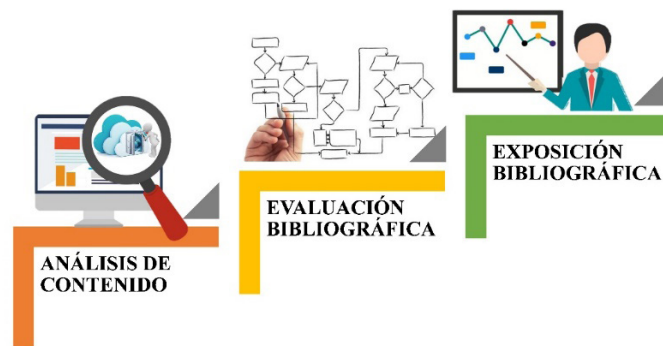 ANÁLISIS DE
CONTENIDO
EVALUACIÓN
BIBLIOGRÁFICA
EXPOSICIÓN
BIBLIOGRÁFICA